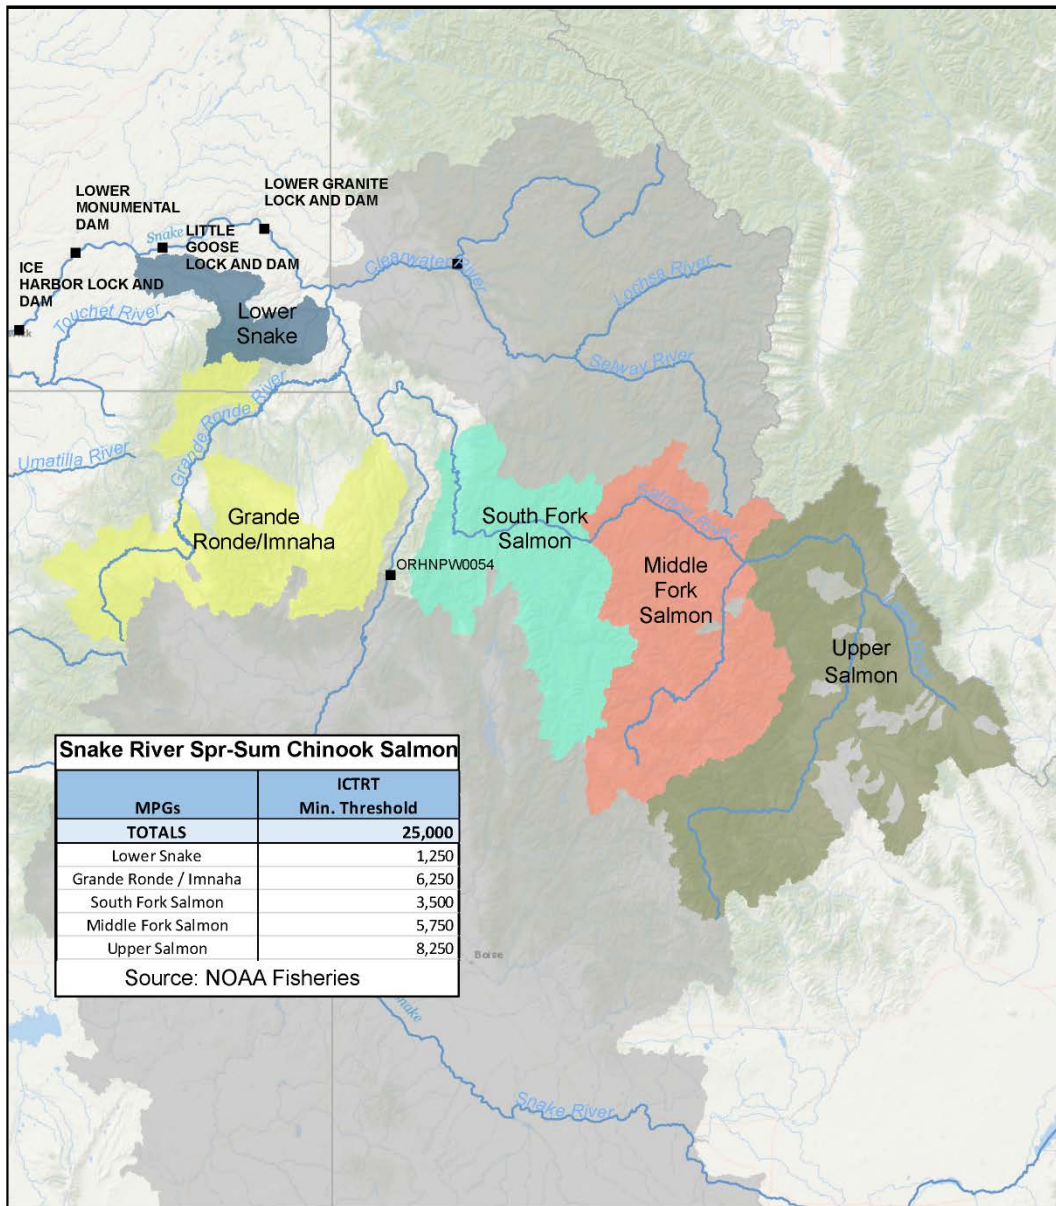 LOWER GRANITE
LOCK AND DAM
LOWER
MONUMENTAL
DAM
Snake
LITTLE
GOOSE
LOCK AND DAM
ICE
HARBOR LOCK AND
DAM
Clearwater River
Lochsa River
Touchet River
Lower
Snake
Selway River
Grande Ronde River
Umatilla River
Grande
Ronde/Imnaha
South Fork
Salmon
Salmon River
ORHNPW0054
Middle
Fork
Salmon
Upper
Salmon
Snake River Spr-Sum Chinook Salmon
MPGs ICTRT
Min. Threshold
TOTALS 25,000
Lower Snake 1,250
Grande Ronde / Imnaha 6,250
South Fork Salmon 3,500
Middle Fork Salmon 5,750
Upper Salmon 8,250
Source: NOAA Fisheries
Boise
Snake
Snake River